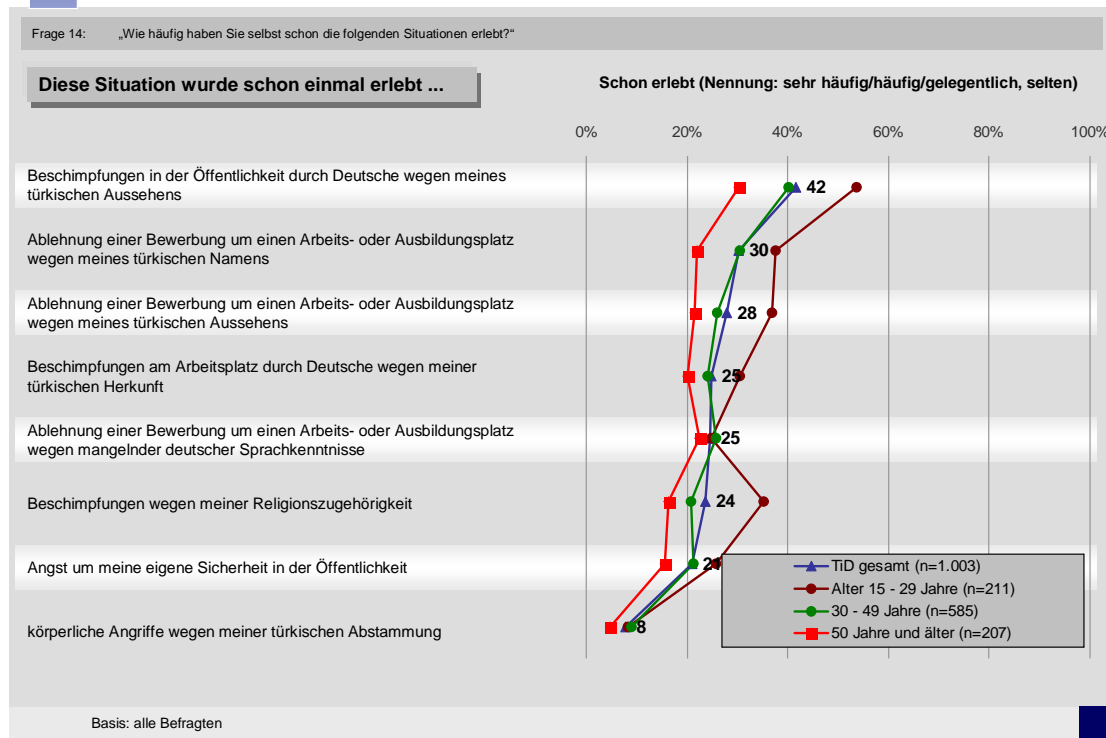 Frage 14: „Wie häufig haben Sie selbst schon die folgenden Situationen erlebt?“
Diese Situation wurde schon einmal erlebt ...
Schon erlebt (Nennung: sehr häufig/häufig/gelegentlich, selten)
0% 20% 40% 60% 80% 100%
Beschimpfungen in der Öffentlichkeit durch Deutsche wegen meines
türkischen Aussehens
42
Ablehnung einer Bewerbung um einen Arbeits- oder Ausbildungsplatz
wegen meines türkischen Namens
30
Ablehnung einer Bewerbung um einen Arbeits- oder Ausbildungsplatz
wegen meines türkischen Aussehens
28
Beschimpfungen am Arbeitsplatz durch Deutsche wegen meiner
türkischen Herkunft
25
Ablehnung einer Bewerbung um einen Arbeits- oder Ausbildungsplatz
wegen mangelnder deutscher Sprachkenntnisse
25
Beschimpfungen wegen meiner Religionszugehörigkeit
24
Angst um meine eigene Sicherheit in der Öffentlichkeit
körperliche Angriffe wegen meiner türkischen Abstammung
8
TiD gesamt (n=1.003)
Alter 15 - 29 Jahre (n=211)
30 - 49 Jahre (n=585)
50 Jahre und älter (n=207)
Basis: alle Befragten